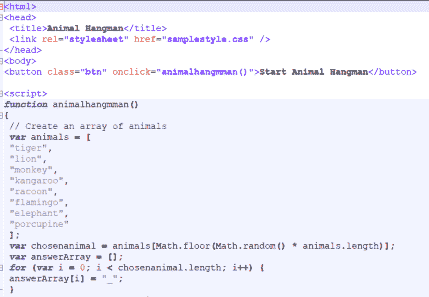 <html>
<head>
<title>Animal Hangman</title>
<link rel="stylesheet" href="samplestyle.css" />
</head>
<body>
<button class="btn" onclick="animalhangmman()">Start Animal Hangman</button>
<script>
function animalhangmman()
{
// Create an array of animals
var animals = [
"tiger",
"lion",
"monkey",
"kangaroo",
"racoon",
"flamingo",
"elephant",
"porcupine"
];
var chosenanimal = animals[Math.floor(Math.random() * animals.length)];
var answerArray = [];
for (var i = 0; i < chosenanimal.length; i++) {
answerArray[i] = "_";
}